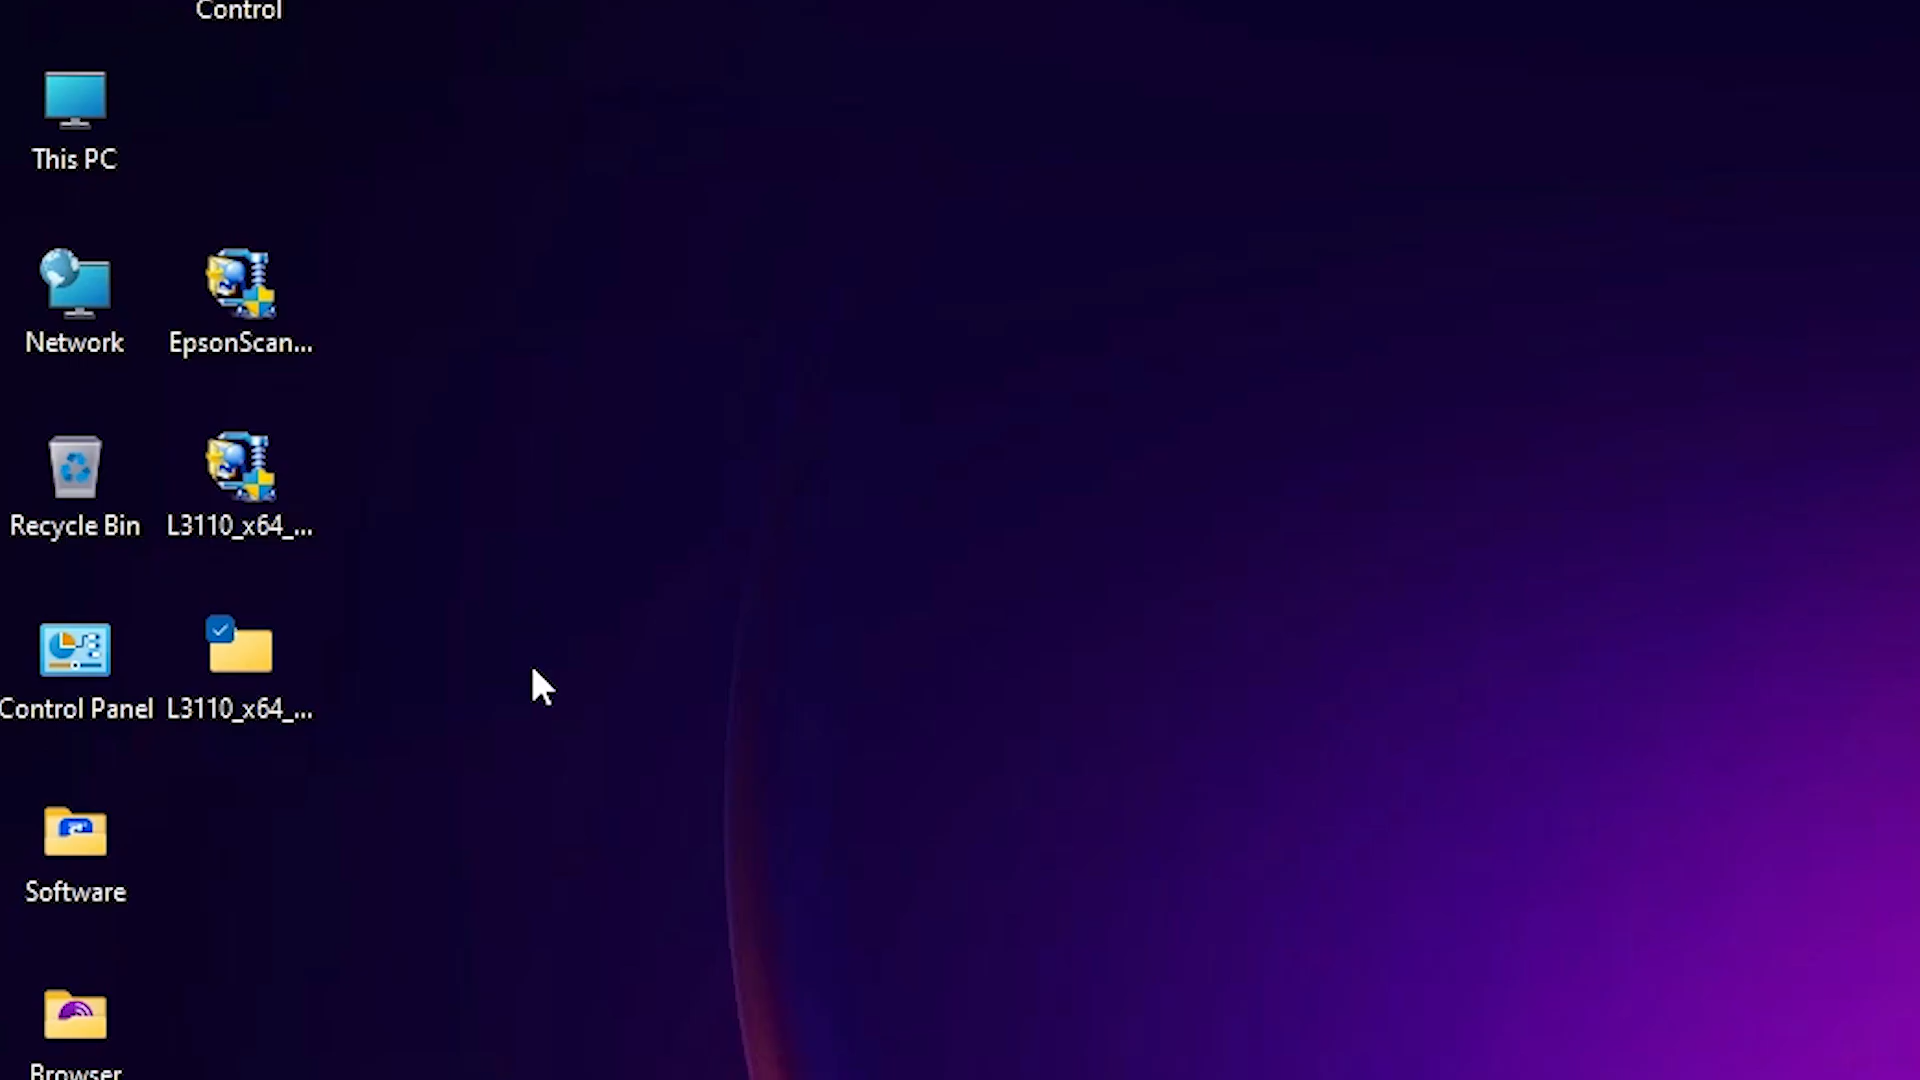 Control
This PC
Network
EpsonScan...
Recycle Bin
L3110_x64_...
Control Panel
L3110_x64_...
Software
Browser